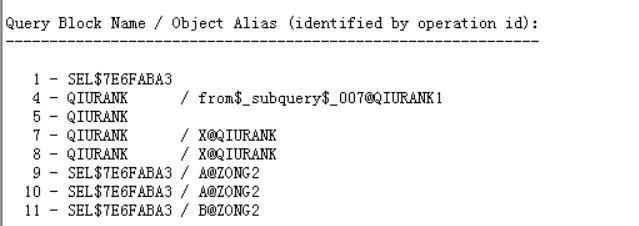 Query Block Name / Object Alias (identified by operation id):
-------------------------------------------------------------
1 - SEL$7E6FABA3
4 - QIURANK / from$_subquery$_007@QIURANK1
5 - QIURANK
7 - QIURANK / X@QIURANK
8 - QIURANK / X@QIURANK
9 - SEL$7E6FABA3 / A@ZONG2
10 - SEL$7E6FABA3 / A@ZONG2
11 - SEL$7E6FABA3 / B@ZONG2